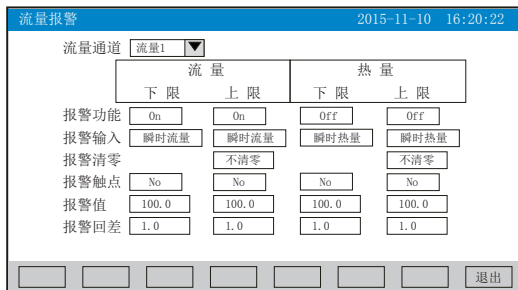 流量报警 2015-11-10 16:20:22
流量通道 流量1
流 量 热 量
下 限 上 限 下 限 上 限
报警功能 On On Off Off
报警输入 瞬时流量 瞬时流量 瞬时热量 瞬时热量
报警清零 不清零 不清零
报警触点 No No No No
报警值 100.0 100.0 100.0 100.0
报警回差 1.0 1.0 1.0 1.0
退出